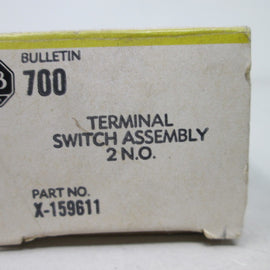 BULLETIN
700
TERMINAL
SWITCH ASSEMBLY
2 N.O.
PART NO.
X-159611